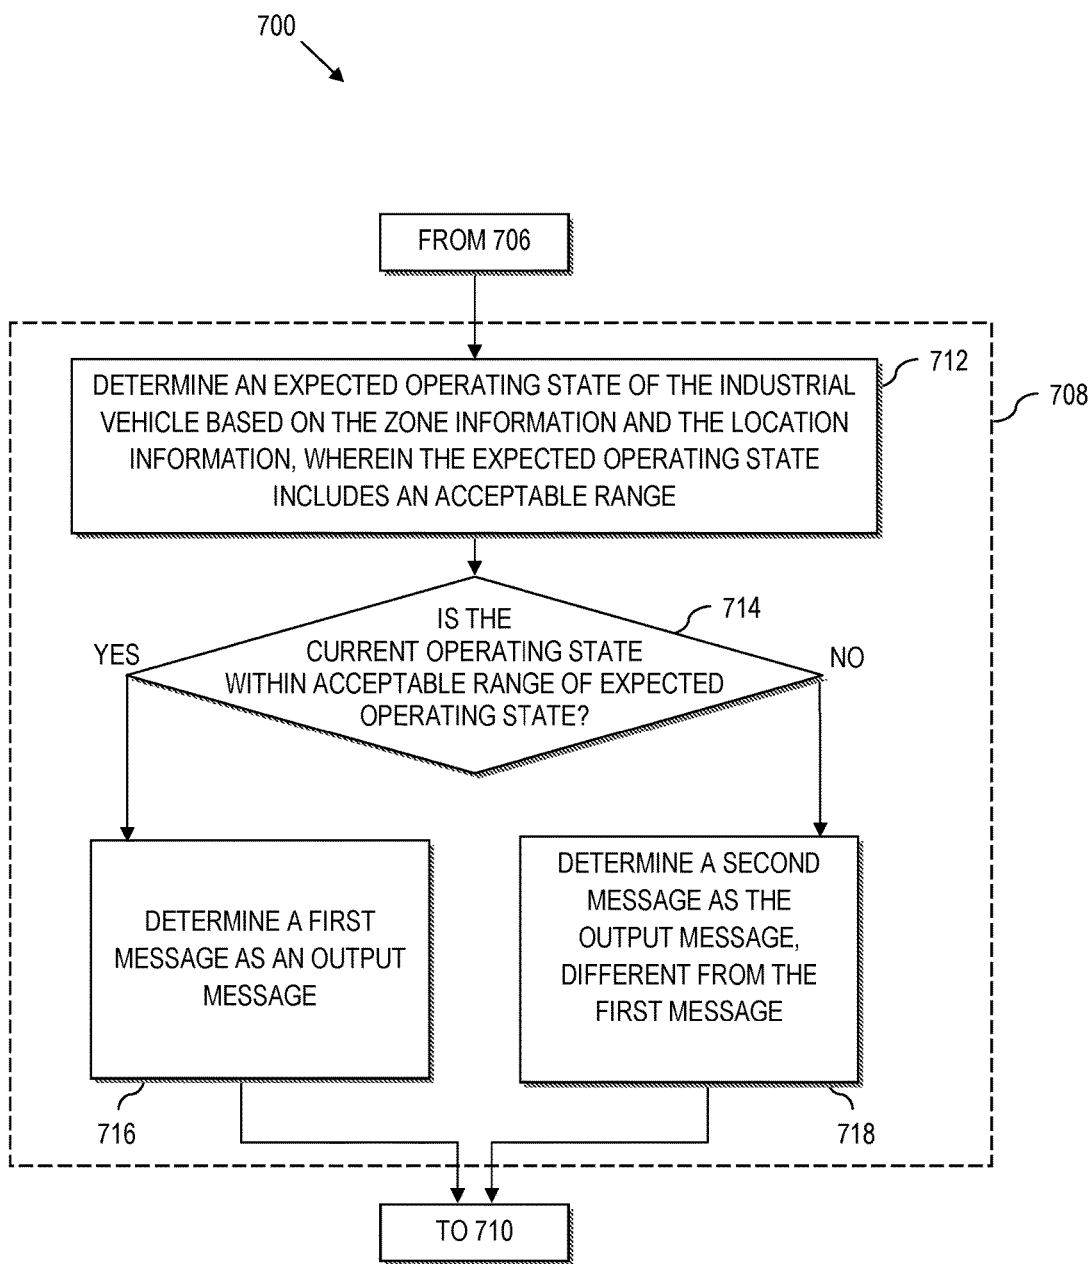 700
FROM 706
DETERMINE AN EXPECTED OPERATING STATE OF THE INDUSTRIAL
VEHICLE BASED ON THE ZONE INFORMATION AND THE LOCATION
INFORMATION, WHEREIN THE EXPECTED OPERATING STATE
INCLUDES AN ACCEPTABLE RANGE
712
708
IS THE
CURRENT OPERATING STATE
WITHIN ACCEPTABLE RANGE OF EXPECTED
OPERATING STATE?
714
YES
NO
DETERMINE A FIRST
MESSAGE AS AN OUTPUT
MESSAGE
716
DETERMINE A SECOND
MESSAGE AS THE
OUTPUT MESSAGE,
DIFFERENT FROM THE
FIRST MESSAGE
718
TO 710